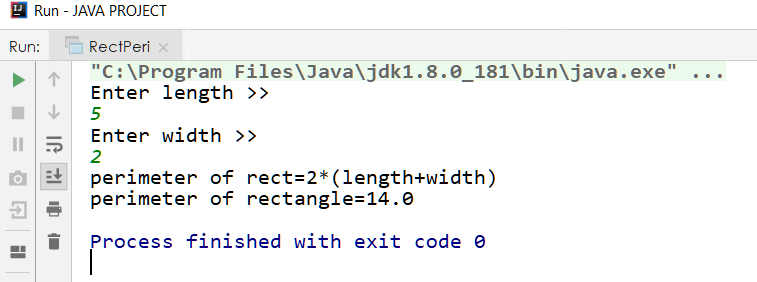 Run - JAVA PROJECT
Run: RectPeri
"C:\Program Files\Java\jdk1.8.0_181\bin\java.exe" ...
Enter length >>
5
Enter width >>
2
perimeter of rect=2*(length+width)
perimeter of rectangle=14.0
Process finished with exit code 0